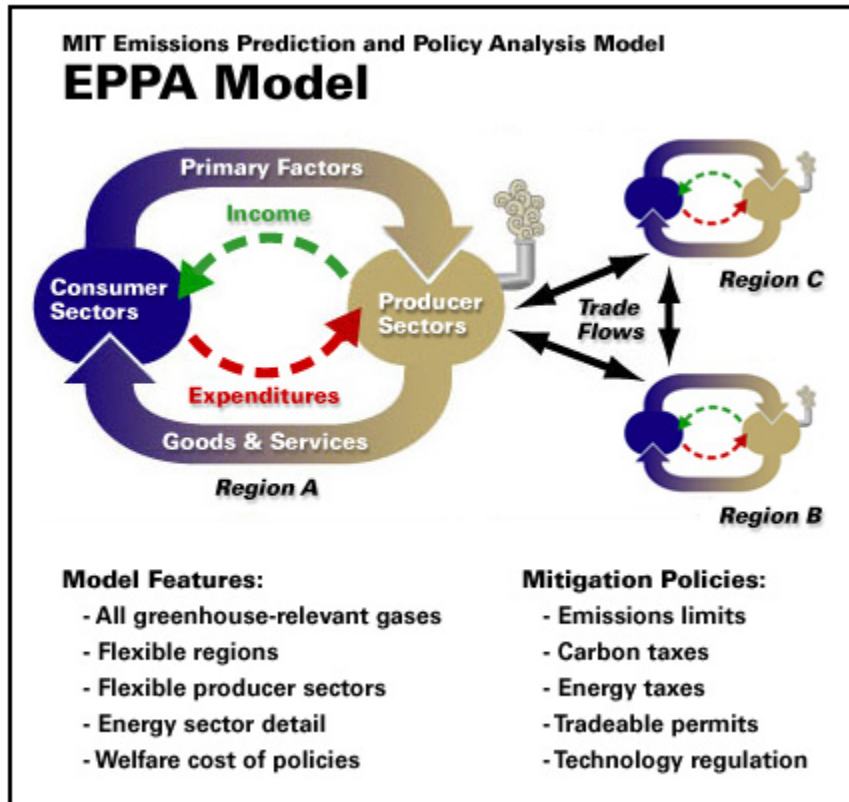 MIT Emissions Prediction and Policy Analysis Model
EPPA Model
Primary Factors
Income
Consumer
Sectors
Producer
Sectors
Expenditures
Goods & Services
Region A
Trade
Flows
Region C
Region B
Model Features:
- All greenhouse-relevant gases
- Flexible regions
- Flexible producer sectors
- Energy sector detail
- Welfare cost of policies
Mitigation Policies:
- Emissions limits
- Carbon taxes
- Energy taxes
- Tradeable permits
- Technology regulation